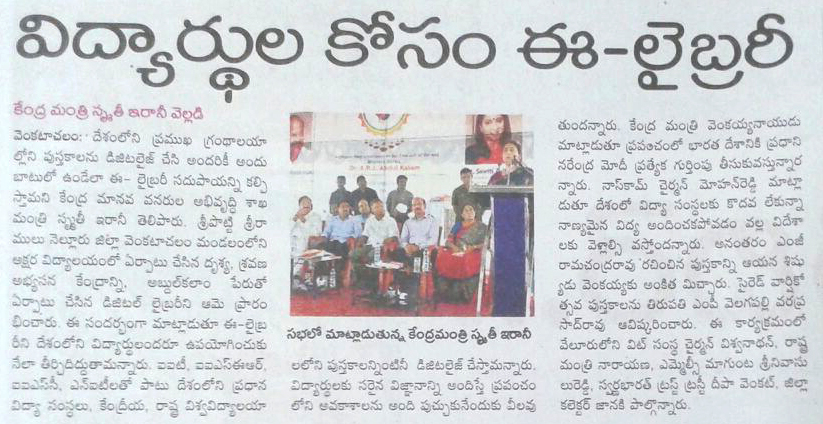 విద్యార్థుల కోసం ఈ-లైబ్రరీ
కేంద్ర మంత్రి స్మృతీ ఇరానీ వెల్లడి
వెంకటాచలం: దేశంలోని ప్రముఖ గ్రంథాలయా
ల్లోని పుస్తకాలను డిజిటలైజ్ చేసి అందరికీ అందు
బాటులో ఉండేలా ఈ- లైబ్రరీ సదుపాయాన్ని కల్పి
స్తామని కేంద్ర మానవ వనరుల అభివృద్ధి శాఖ
మంత్రి స్మృతీ ఇరానీ తెలిపారు. శ్రీపొట్టి శ్రీరా
ములు నెల్లూరు జిల్లా వెంకటాచలం మండలంలోని
అక్షర విద్యాలయంలో ఏర్పాటు చేసిన దృశ్య, శ్రవణ
అభ్యసన కేంద్రాన్ని, అబ్దుల్‌కలాం పేరుతో
ఏర్పాటు చేసిన డిజిటల్ లైబ్రరీని ఆమె ప్రారం
భించారు. ఈ సందర్భంగా మాట్లాడుతూ ఈ-లైబ్ర
రీని దేశంలోని విద్యార్థులందరూ ఉపయోగించుకు
నేలా తీర్చిదిద్దుతామన్నారు. ఐఐటీ, ఐఐఎస్ఈఆర్,
ఐఐఎస్‌సీ, ఎన్ఐటీలతో పాటు దేశంలోని ప్రధాన
విద్యా సంస్థలు, కేంద్రీయ, రాష్ట్ర విశ్వవిద్యాలయా
Dr. A.P.J. Abdul Kalam
సభలో మాట్లాడుతున్న కేంద్రమంత్రి స్మృతీ ఇరానీ
లలోని పుస్తకాలన్నింటినీ డిజిటలైజ్ చేస్తామన్నారు.
విద్యార్థులకు సరైన విజ్ఞానాన్ని అందిస్తే ప్రపంచం
లోని అవకాశాలను అంది పుచ్చుకునేందుకు వీలవు
తుందన్నారు. కేంద్ర మంత్రి వెంకయ్యనాయుడు
మాట్లాడుతూ ప్రపంచంలో భారత దేశానికి ప్రధాని
నరేంద్ర మోదీ ప్రత్యేక గుర్తింపు తీసుకువస్తున్నార
న్నారు. నాస్‌కామ్ చైర్మన్ మోహన్‌రెడ్డి మాట్లా
డుతూ దేశంలో విద్యా సంస్థలకు కొదవ లేకున్నా
నాణ్యమైన విద్య అందించకపోవడం వల్ల విదేశా
లకు వెళ్లాల్సి వస్తోందన్నారు. అనంతరం ఎంజీ
రామచంద్రరావు రచించిన పుస్తకాన్ని ఆయన శిషు
్యడు వెంకయ్యకు అంకిత మిచ్చారు. సైరెడ్ వార్షికో
త్సవ పుస్తకాలను తిరుపతి ఎంపీ వెలగపల్లి వరప్ర
సాద్‌రావు ఆవిష్కరించారు. ఈ కార్యక్రమంలో
వేలూరులోని విట్ సంస్థ చైర్మన్ విశ్వనాథన్, రాష్ట్ర
మంత్రి నారాయణ, ఎమ్మెల్సీ మాగుంట శ్రీనివాసు
లురెడ్డి, స్వర్ణభారత్ ట్రస్ట్ ట్రస్టీ దీపా వెంకట్, జిల్లా
కలెక్టర్ జానకి పాల్గొన్నారు.